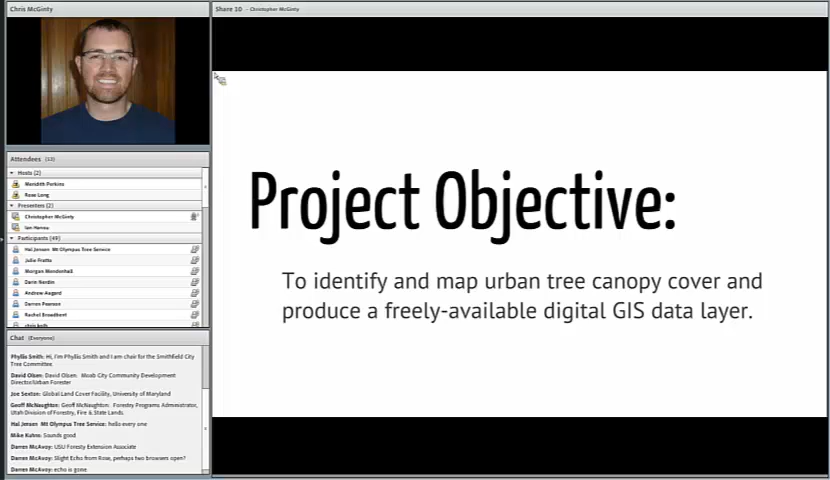 Chris McGinty
Share 10 - Christopher McGinty
Project Objective:
To identify and map urban tree canopy cover and
produce a freely-available digital GIS data layer.
Attendees (53)
Hosts (2)
Meridith Perkins
Rose Long
Presenters (2)
Christopher McGinty
Ian Hanou
Participants (49)
Hal Jensen Mt Olympus Tree Service
Julie Pratte
Morgan Mendenhall
Darin Nardin
Andrew Aagard
Darren Pearson
Rachel Broadbent
Chat (Everyone)
Phyllis Smith: Hi, I'm Phyllis Smith and I am chair for the Smithfield City
Tree Committee.
David Olsen: David Olsen: Moab City Community Development
Director/Urban Forester
Joe Sexton: Global Land Cover Facility, University of Maryland
Geoff McNaughton: Geoff McNaughton: Forestry Programs Administrator,
Utah Division of Forestry, Fire & State Lands.
Hal Jensen Mt Olympus Tree Service: hello every one
Mike Kuhns: Sounds good
Darren McAvoy: USU Foresty Extension Associate
Darren McAvoy: Slight Echo from Rose, perhaps two browsers open?
Darren McAvoy: echo is gone